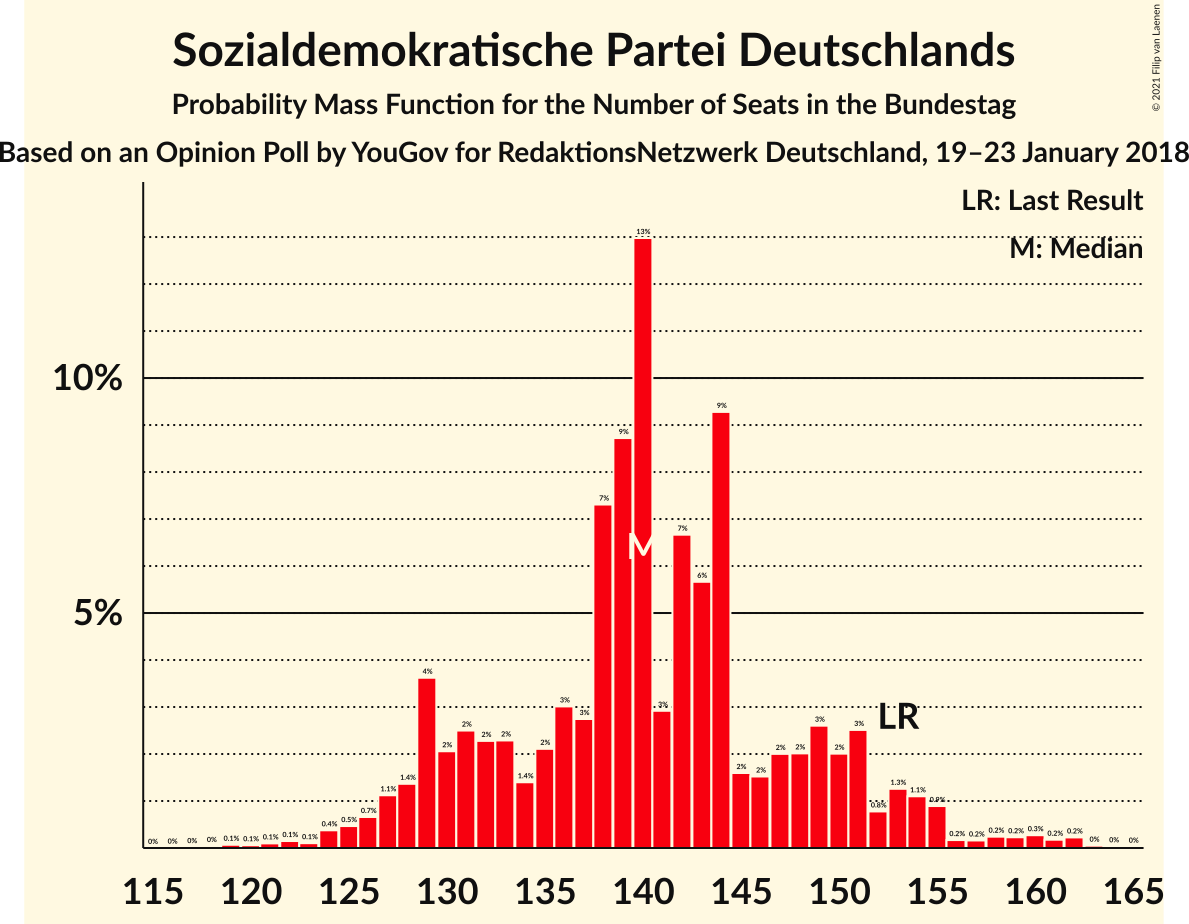 Sozialdemokratische Partei Deutschlands
Probability Mass Function for the Number of Seats in the Bundestag
Based on an Opinion Poll by YouGov for RedaktionsNetzwerk Deutschland, 19–23 January 2018
© 2021 Filip van Laenen
LR: Last Result
M: Median
10%
5%
0% 0% 0% 0% 0.1% 0.1% 0.1% 0.1% 0.1% 0.4% 0.5% 0.7% 1.1% 1.4% 4% 2% 2% 2% 2% 1.4% 2% 3% 3% 7% 9% 13% 3% 7% 6% 9% 2% 2% 2% 2% 3% 2% 3% 0.8% 1.3% 1.1% 0.9% 0.2% 0.2% 0.2% 0.2% 0.3% 0.2% 0.2% 0% 0% 0%
M
LR
115 120 125 130 135 140 145 150 155 160 165